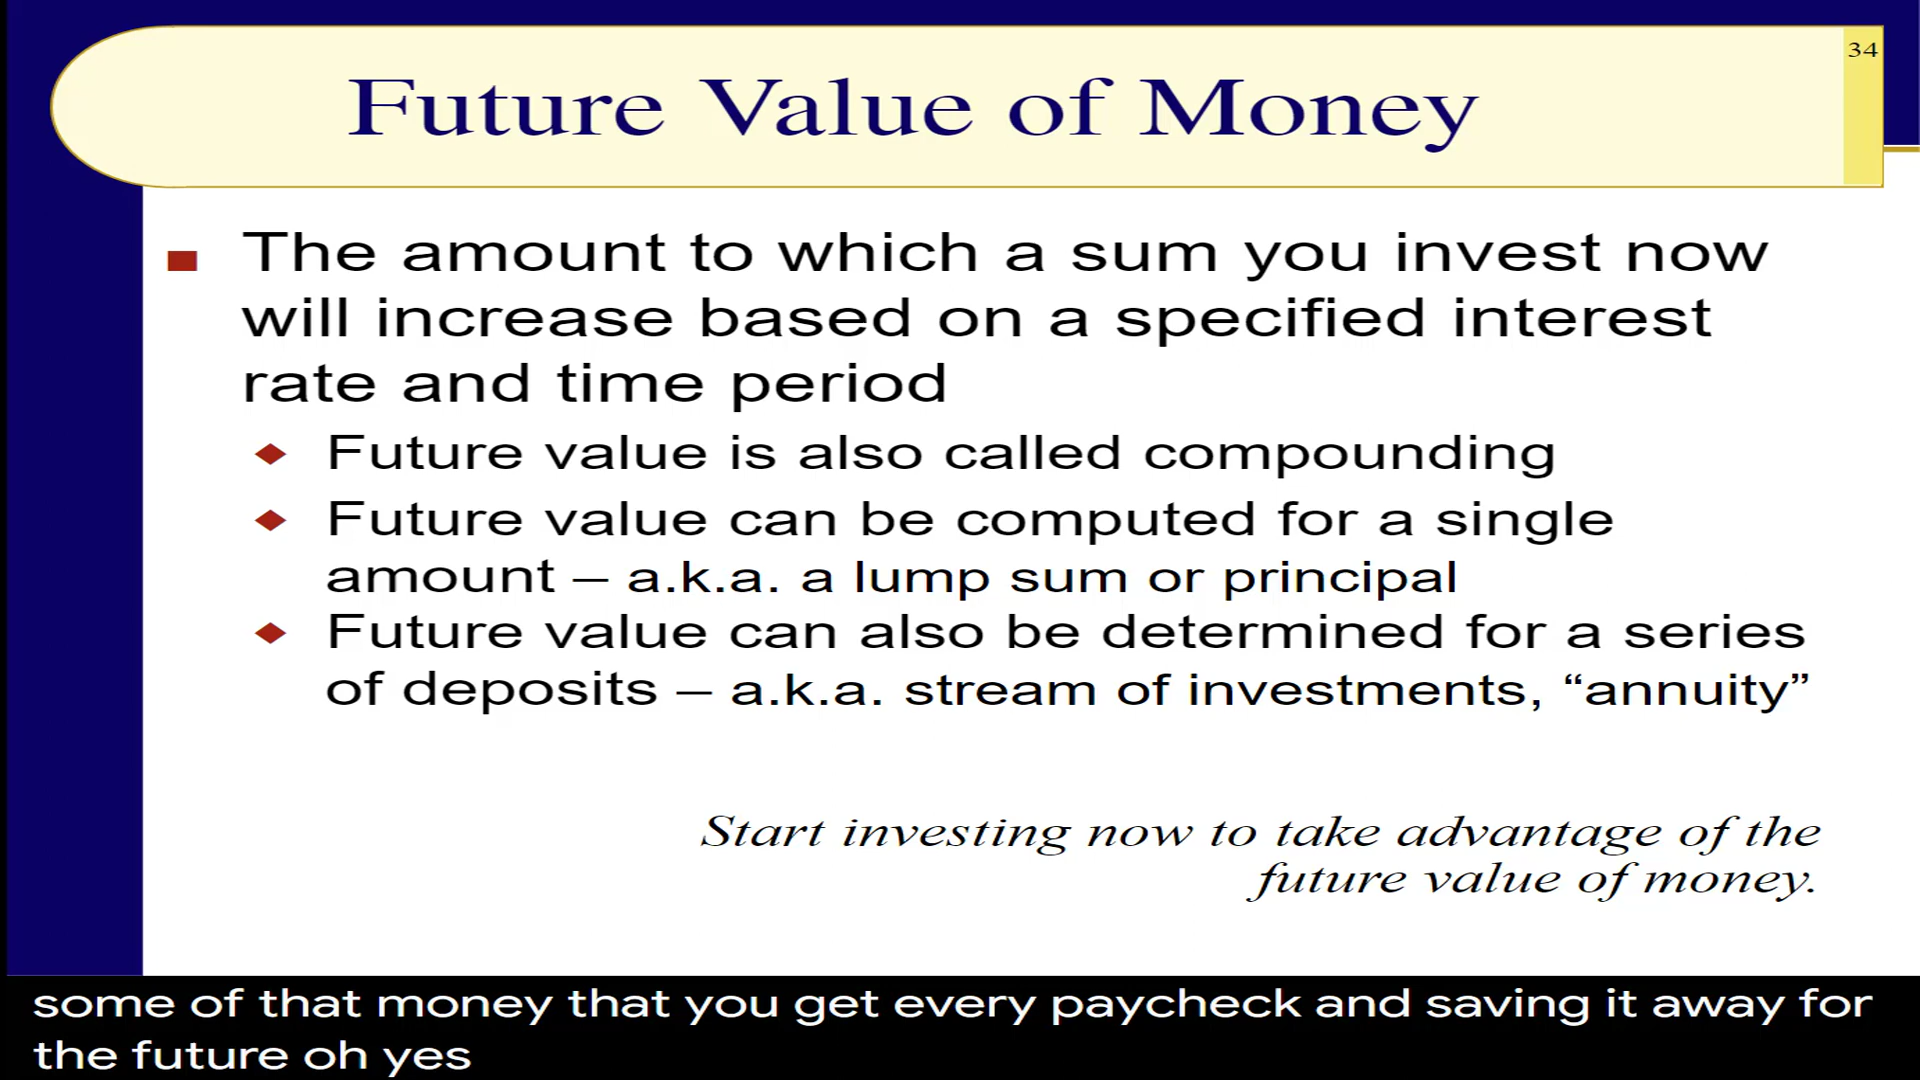 34
Future Value of Money
The amount to which a sum you invest now
will increase based on a specified interest
rate and time period
Future value is also called compounding
Future value can be computed for a single
amount – a.k.a. a lump sum or principal
Future value can also be determined for a series
of deposits – a.k.a. stream of investments, “annuity”
Start investing now to take advantage of the
future value of money.
some of that money that you get every paycheck and saving it away for
the future oh yes